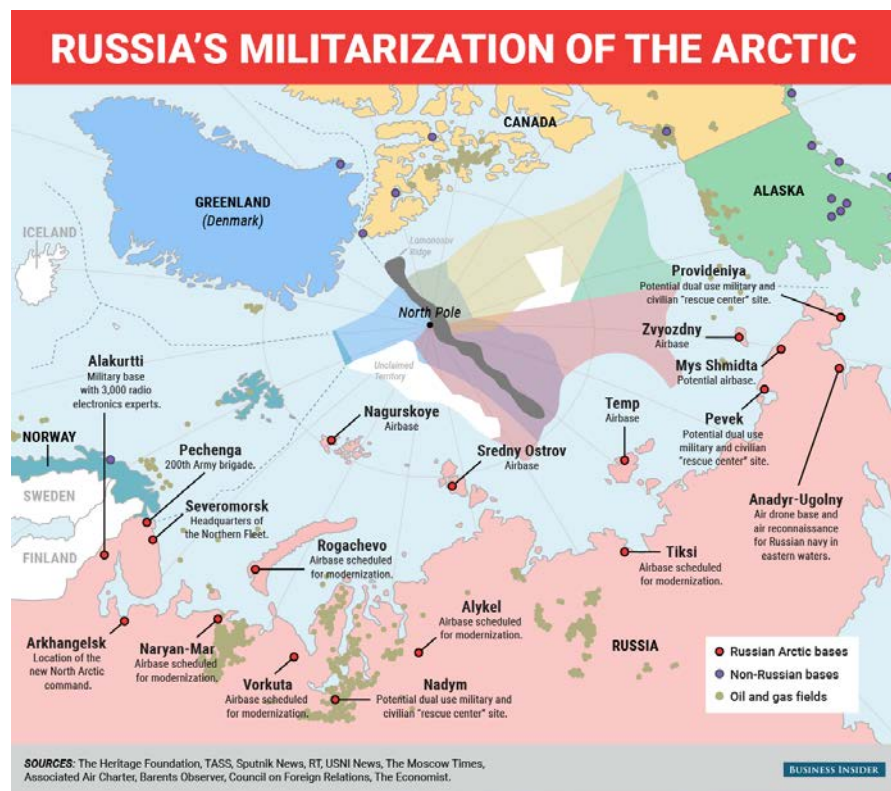 RUSSIA'S MILITARIZATION OF THE ARCTIC
CANADA
GREENLAND
(Denmark)
ALASKA
ICELAND
Lomonosov
Ridge
North Pole
Unclaimed
Territory
Provideniya
Potential dual use military and
civilian "rescue center" site.
Zvyozdny
Airbase
Mys Shmidta
Potential airbase.
Pevek
Potential dual use
military and civilian
"rescue center" site.
Anadyr-Ugolny
Air drone base and
air reconnaissance
for Russian navy in
eastern waters.
Alakurtti
Military base
with 3,000 radio
electronics experts.
Nagurskoye
Airbase
Temp
Airbase
Sredny Ostrov
Airbase
NORWAY
SWEDEN
FINLAND
Pechenga
200th Army brigade.
Severomorsk
Headquarters of
the Northern Fleet.
Rogachevo
Airbase scheduled
for modernization.
Tiksi
Airbase scheduled
for modernization.
Alykel
Airbase scheduled
for modernization.
Arkhangelsk
Location of the
new North Arctic
command.
Naryan-Mar
Airbase scheduled
for modernization.
Vorkuta
Airbase scheduled
for modernization.
Nadym
Potential dual use military and
civilian "rescue center" site.
RUSSIA
Russian Arctic bases
Non-Russian bases
Oil and gas fields
SOURCES: The Heritage Foundation, TASS, Sputnik News, RT, USNI News, The Moscow Times,
Associated Air Charter, Barents Observer, Council on Foreign Relations, The Economist.
BUSINESS INSIDER